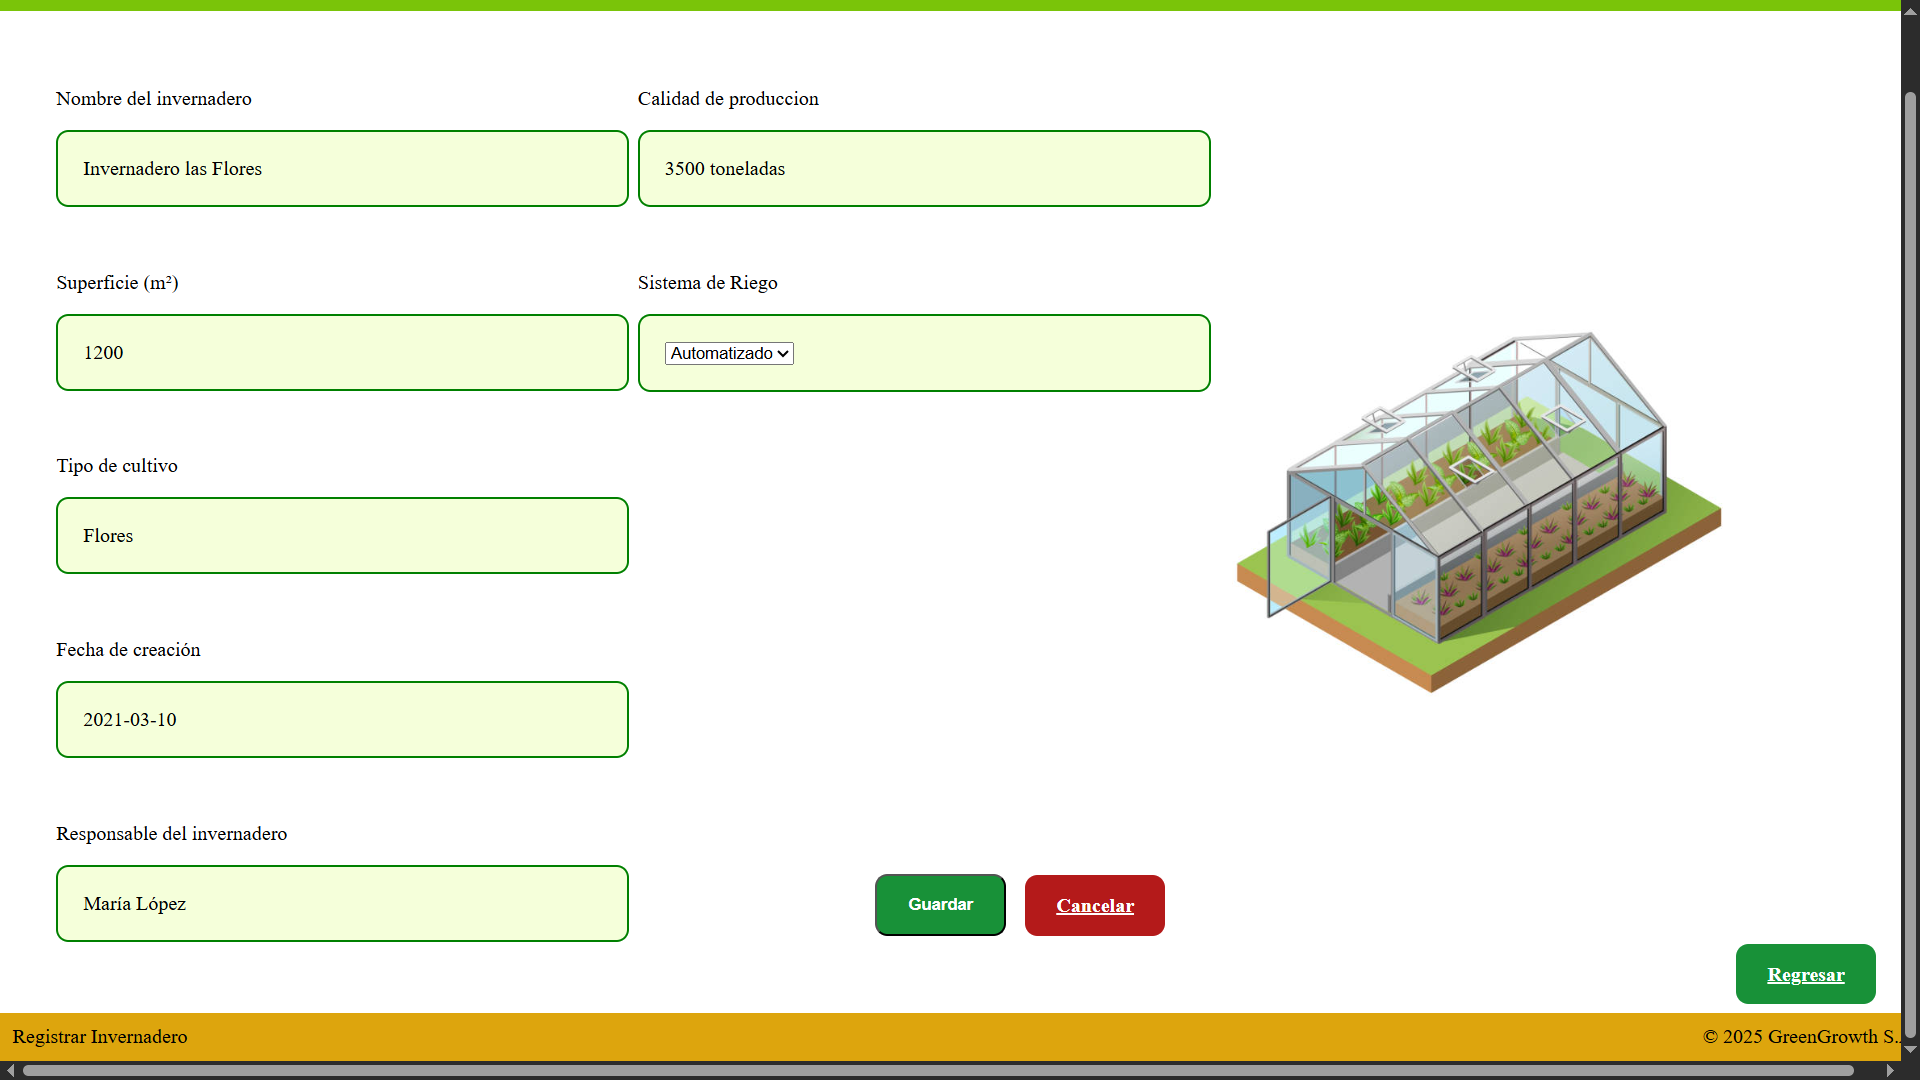 Nombre del invernadero
Calidad de produccion
Invernadero las Flores
3500 toneladas
Superficie (m²)
Sistema de Riego
1200
Automatizado
Tipo de cultivo
Flores
Fecha de creación
2021-03-10
Responsable del invernadero
María López
Guardar
Cancelar
Regresar
Registrar Invernadero
© 2025 GreenGrowth S.